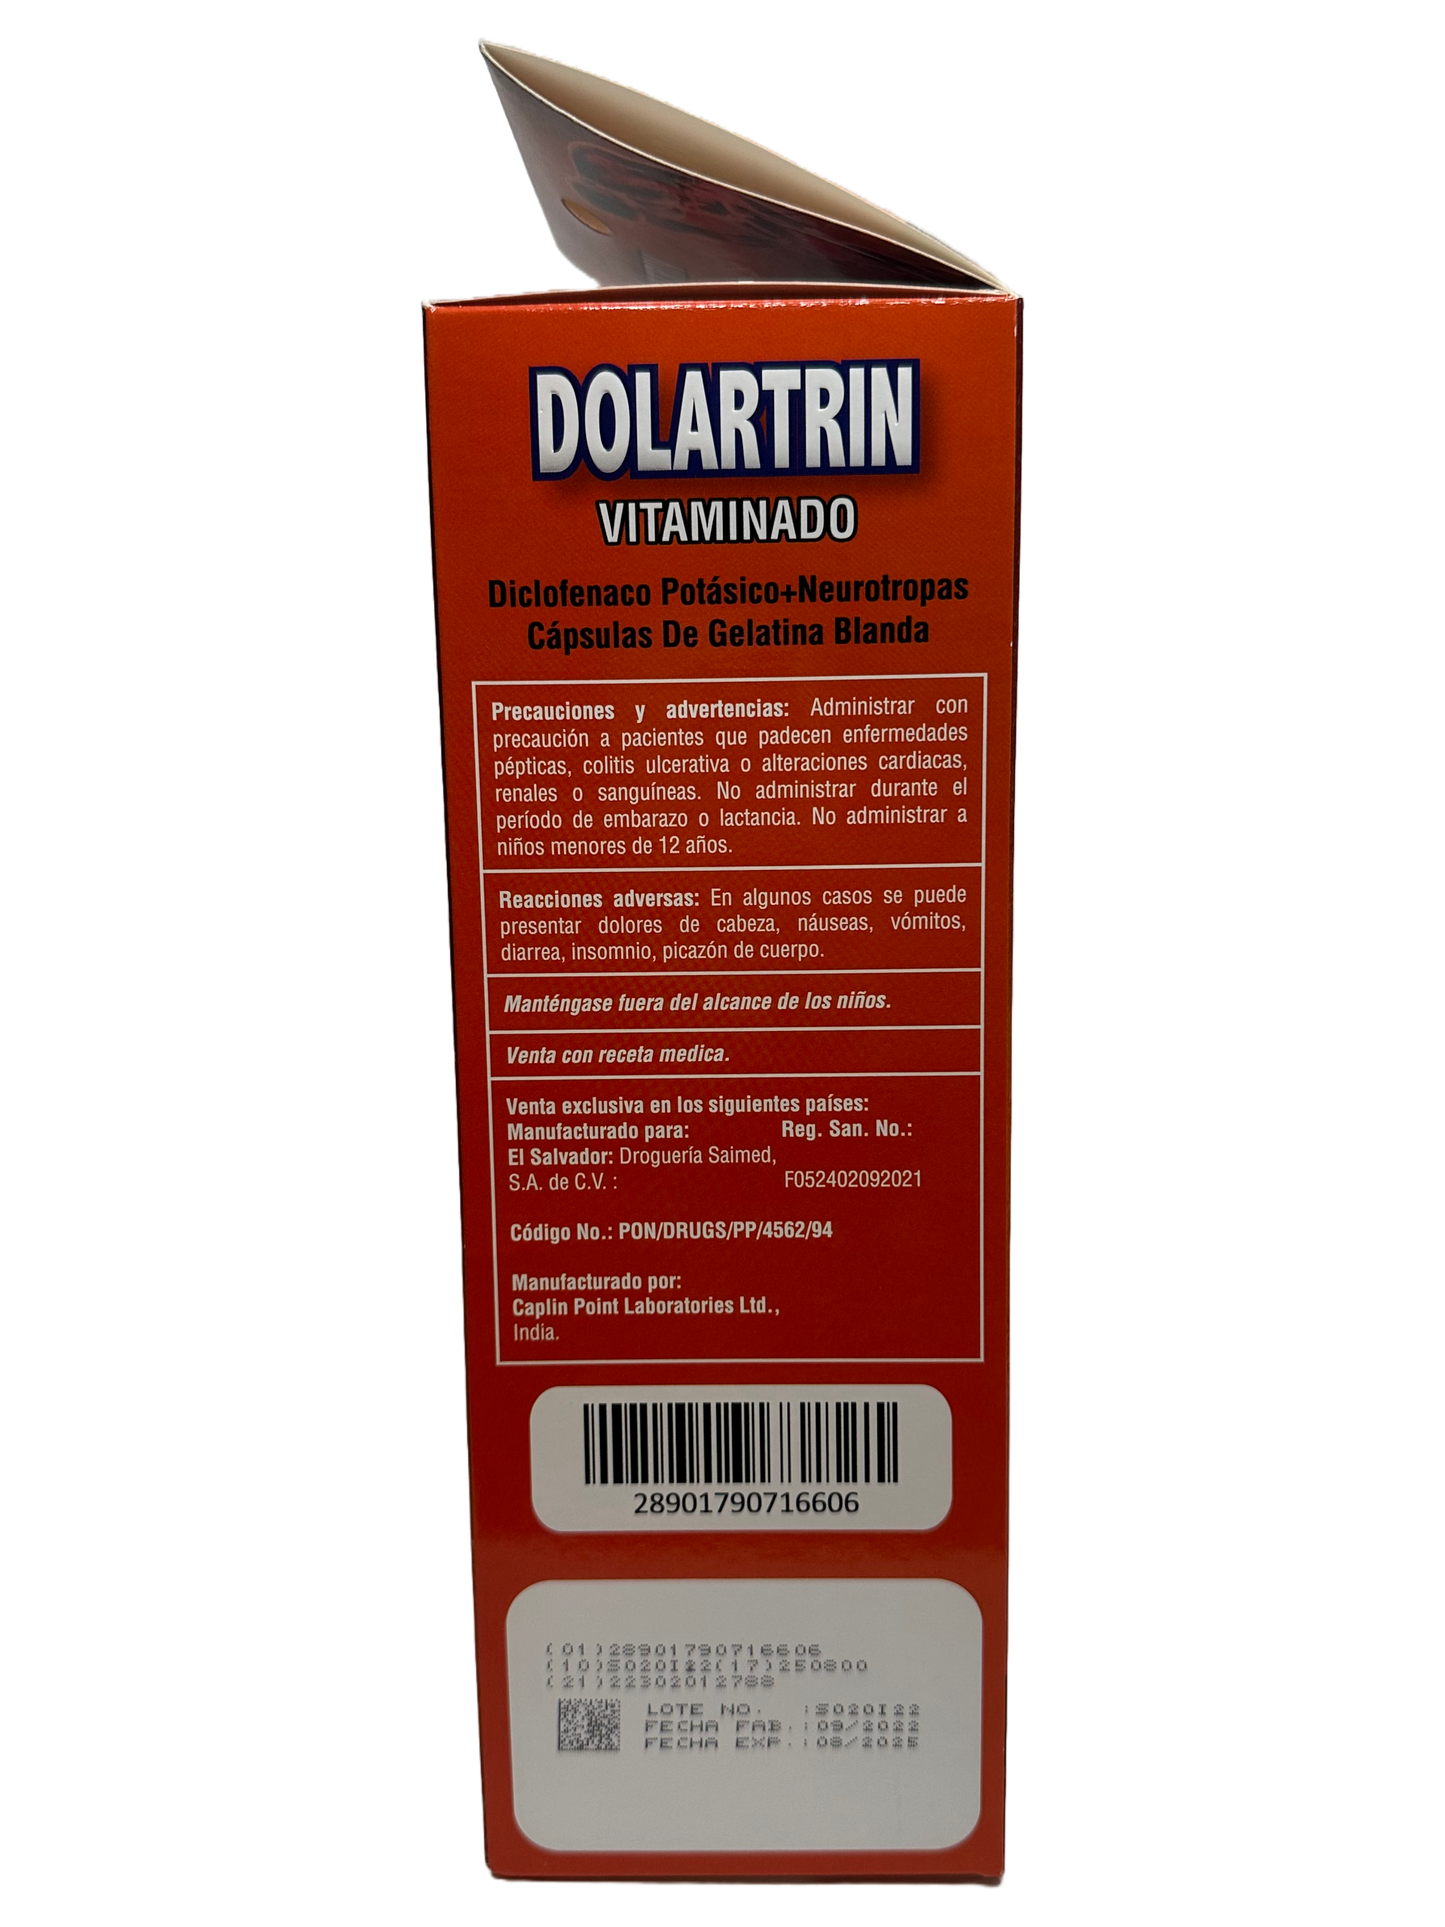 DOLARTRIN
VITAMINADO
Diclofenaco Potásico+Neurotropas
Cápsulas De Gelatina Blanda
Precauciones y advertencias: Administrar con
precaución a pacientes que padecen enfermedades
pépticas, colitis ulcerativa o alteraciones cardiacas,
renales o sanguíneas. No administrar durante el
período de embarazo o lactancia. No administrar a
niños menores de 12 años.
Reacciones adversas: En algunos casos se puede
presentar dolores de cabeza, náuseas, vómitos,
diarrea, insomnio, picazón de cuerpo.
Manténgase fuera del alcance de los niños.
Venta con receta medica.
Venta exclusiva en los siguientes países:
Manufacturado para: Reg. San. No.:
El Salvador: Droguería Saimed,
S.A. de C.V. : F052402092021
Código No.: PON/DRUGS/PP/4562/94
Manufacturado por:
Caplin Point Laboratories Ltd.,
India.
28901790716606
(01)28901790716606
(10)S020I22(17)250800
(21)22302012788
LOTE NO. :S020I22
FECHA FAB.:09/2022
FECHA EXP.:08/2025